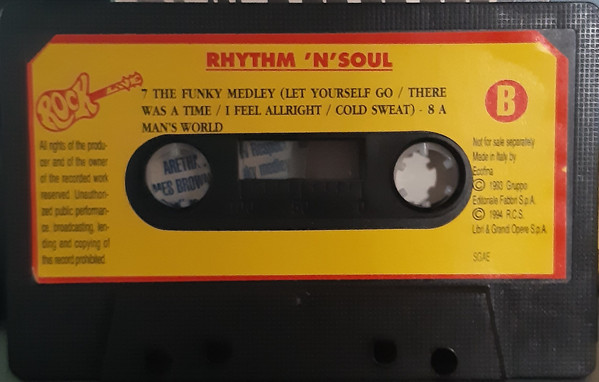 RHYTHM 'N'SOUL
ROCK
7 THE FUNKY MEDLEY (LET YOURSELF GO / THERE
WAS A TIME / I FEEL ALLRIGHT / COLD SWEAT) - 8 A
MAN'S WORLD
B
All rights of the produ-
cer and of the owner
of the recorded work
reserved. Unauthori-
zed public performan-
ce, broadcasting, len-
ding and copying of
this record prohibited.
Not for sale separately
Made in Italy by
Ecofina
© 1993 Gruppo
Editoriale Fabbri S.p.A.
© 1994 R.C.S.
Libri & Grandi Opere S.p.A.
SGAE
ARETHA
MES BROWN